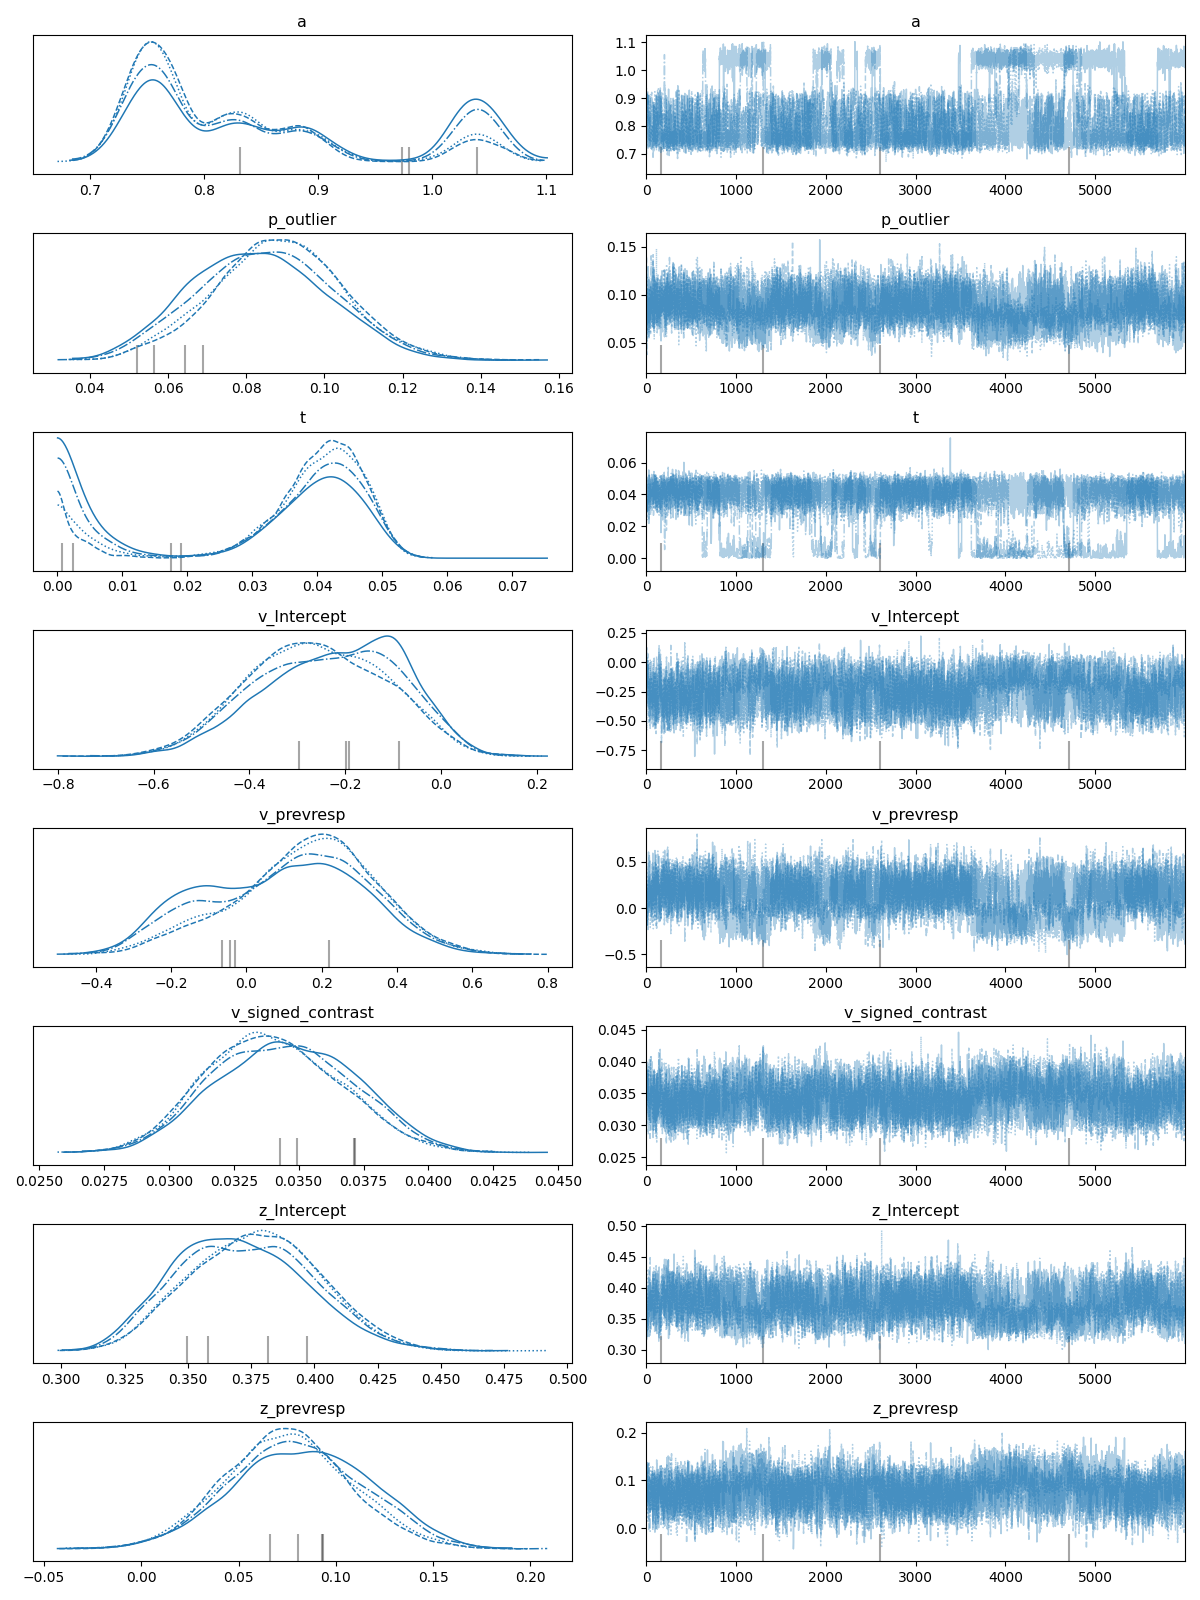 a a
1.1
1.0
0.9
0.8
0.7
0.7 0.8 0.9 1.0 1.1 0 1000 2000 3000 4000 5000
p_outlier p_outlier
0.15
0.10
0.05
0.04 0.06 0.08 0.10 0.12 0.14 0.16 0 1000 2000 3000 4000 5000
t t
0.06
0.04
0.02
0.00
0.00 0.01 0.02 0.03 0.04 0.05 0.06 0.07 0 1000 2000 3000 4000 5000
v_Intercept v_Intercept
0.25
0.00
−0.25
−0.50
−0.75
−0.8 −0.6 −0.4 −0.2 0.0 0.2 0 1000 2000 3000 4000 5000
v_prevresp v_prevresp
0.5
0.0
−0.5
−0.4 −0.2 0.0 0.2 0.4 0.6 0.8 0 1000 2000 3000 4000 5000
v_signed_contrast v_signed_contrast
0.045
0.040
0.035
0.030
0.025
0.0250 0.0275 0.0300 0.0325 0.0350 0.0375 0.0400 0.0425 0.0450 0 1000 2000 3000 4000 5000
z_Intercept z_Intercept
0.50
0.45
0.40
0.35
0.30
0.300 0.325 0.350 0.375 0.400 0.425 0.450 0.475 0.500 0 1000 2000 3000 4000 5000
z_prevresp z_prevresp
0.2
0.1
0.0
−0.05 0.00 0.05 0.10 0.15 0.20 0 1000 2000 3000 4000 5000